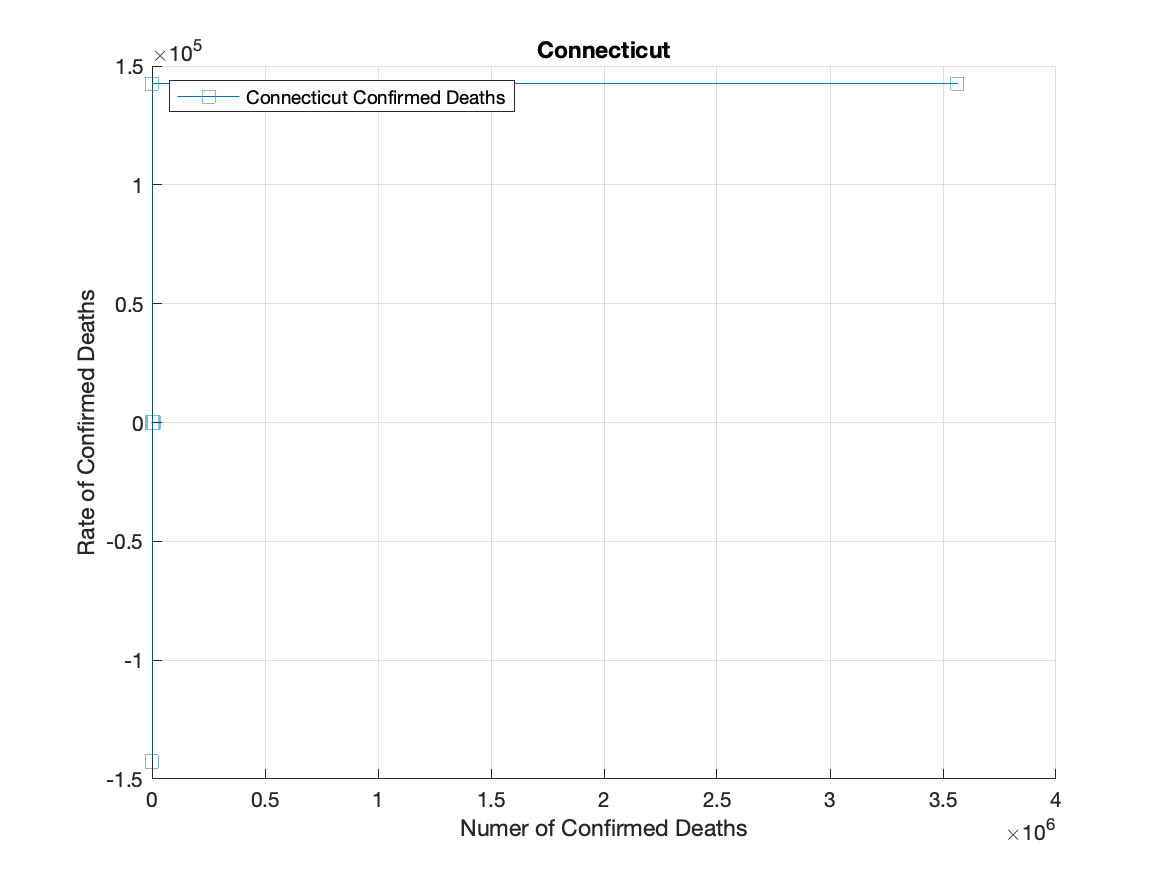 Connecticut
×10^5
1.5
1
0.5
0
-0.5
-1
-1.5
Connecticut Confirmed Deaths
Rate of Confirmed Deaths
0 0.5 1 1.5 2 2.5 3 3.5 4
Numer of Confirmed Deaths
×10^6